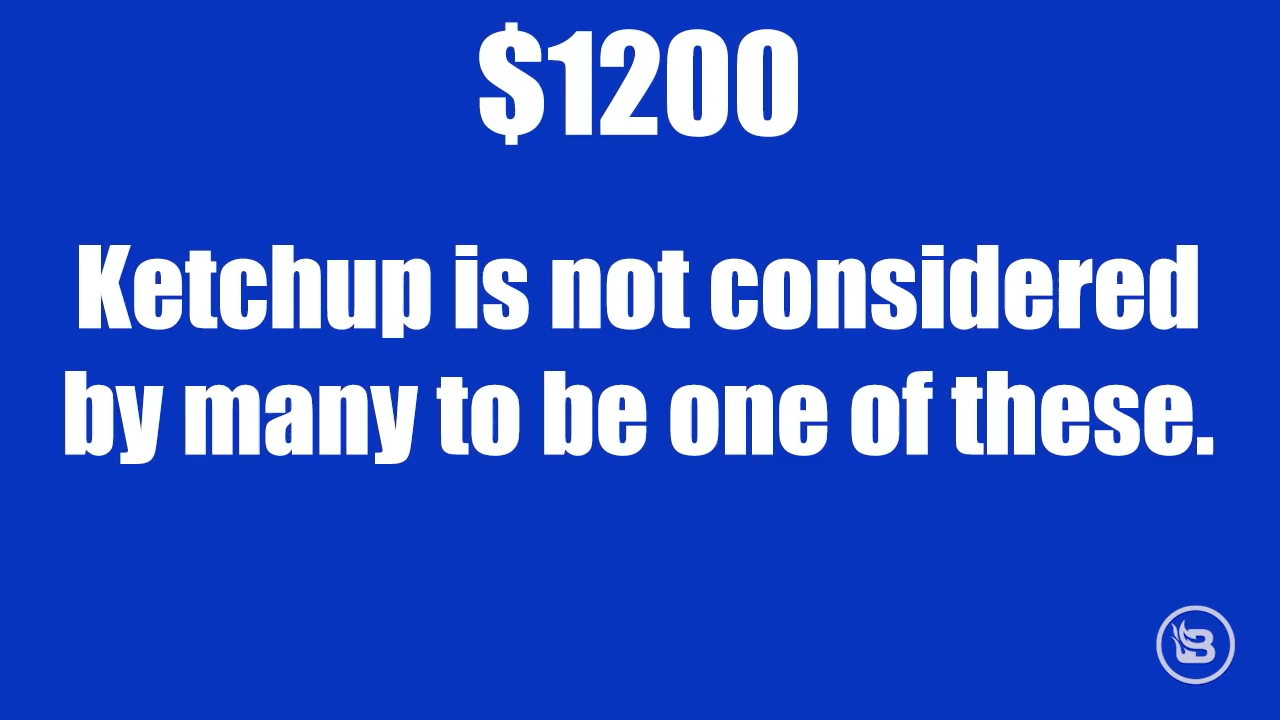 $1200
Ketchup is not considered
by many to be one of these.
B